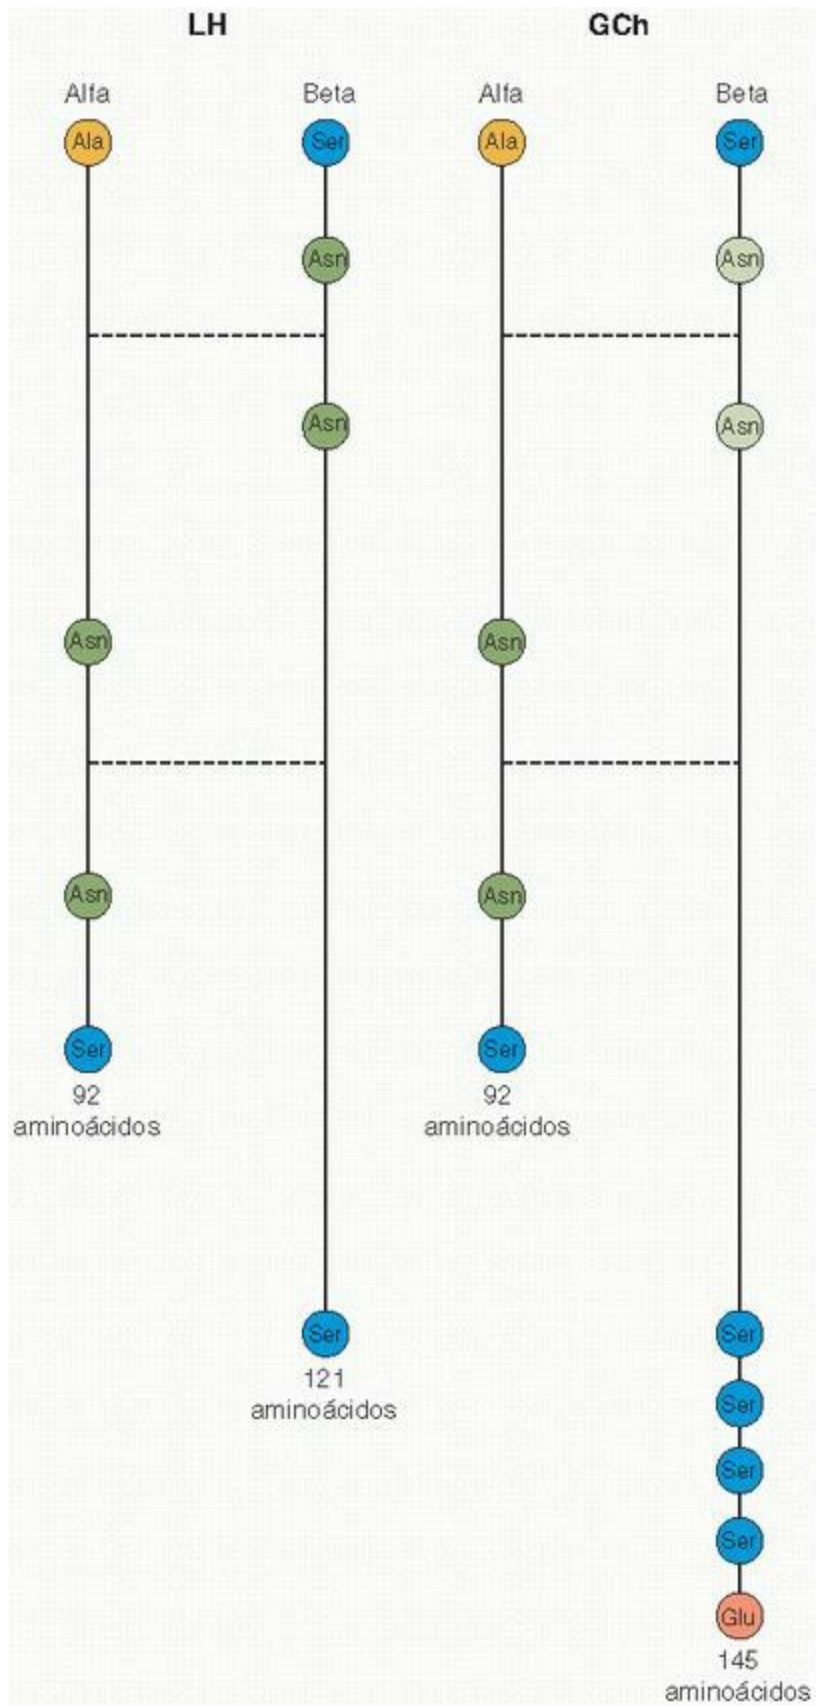 LH
GCh
Alfa
Beta
Alfa
Beta
Ala
Ser
Ala
Ser
Asn
Asn
Asn
Asn
Asn
Asn
Asn
Asn
Ser
Ser
92
aminoácidos
92
aminoácidos
Ser
Ser
121
aminoácidos
Ser
Ser
Ser
Glu
145
aminoácidos